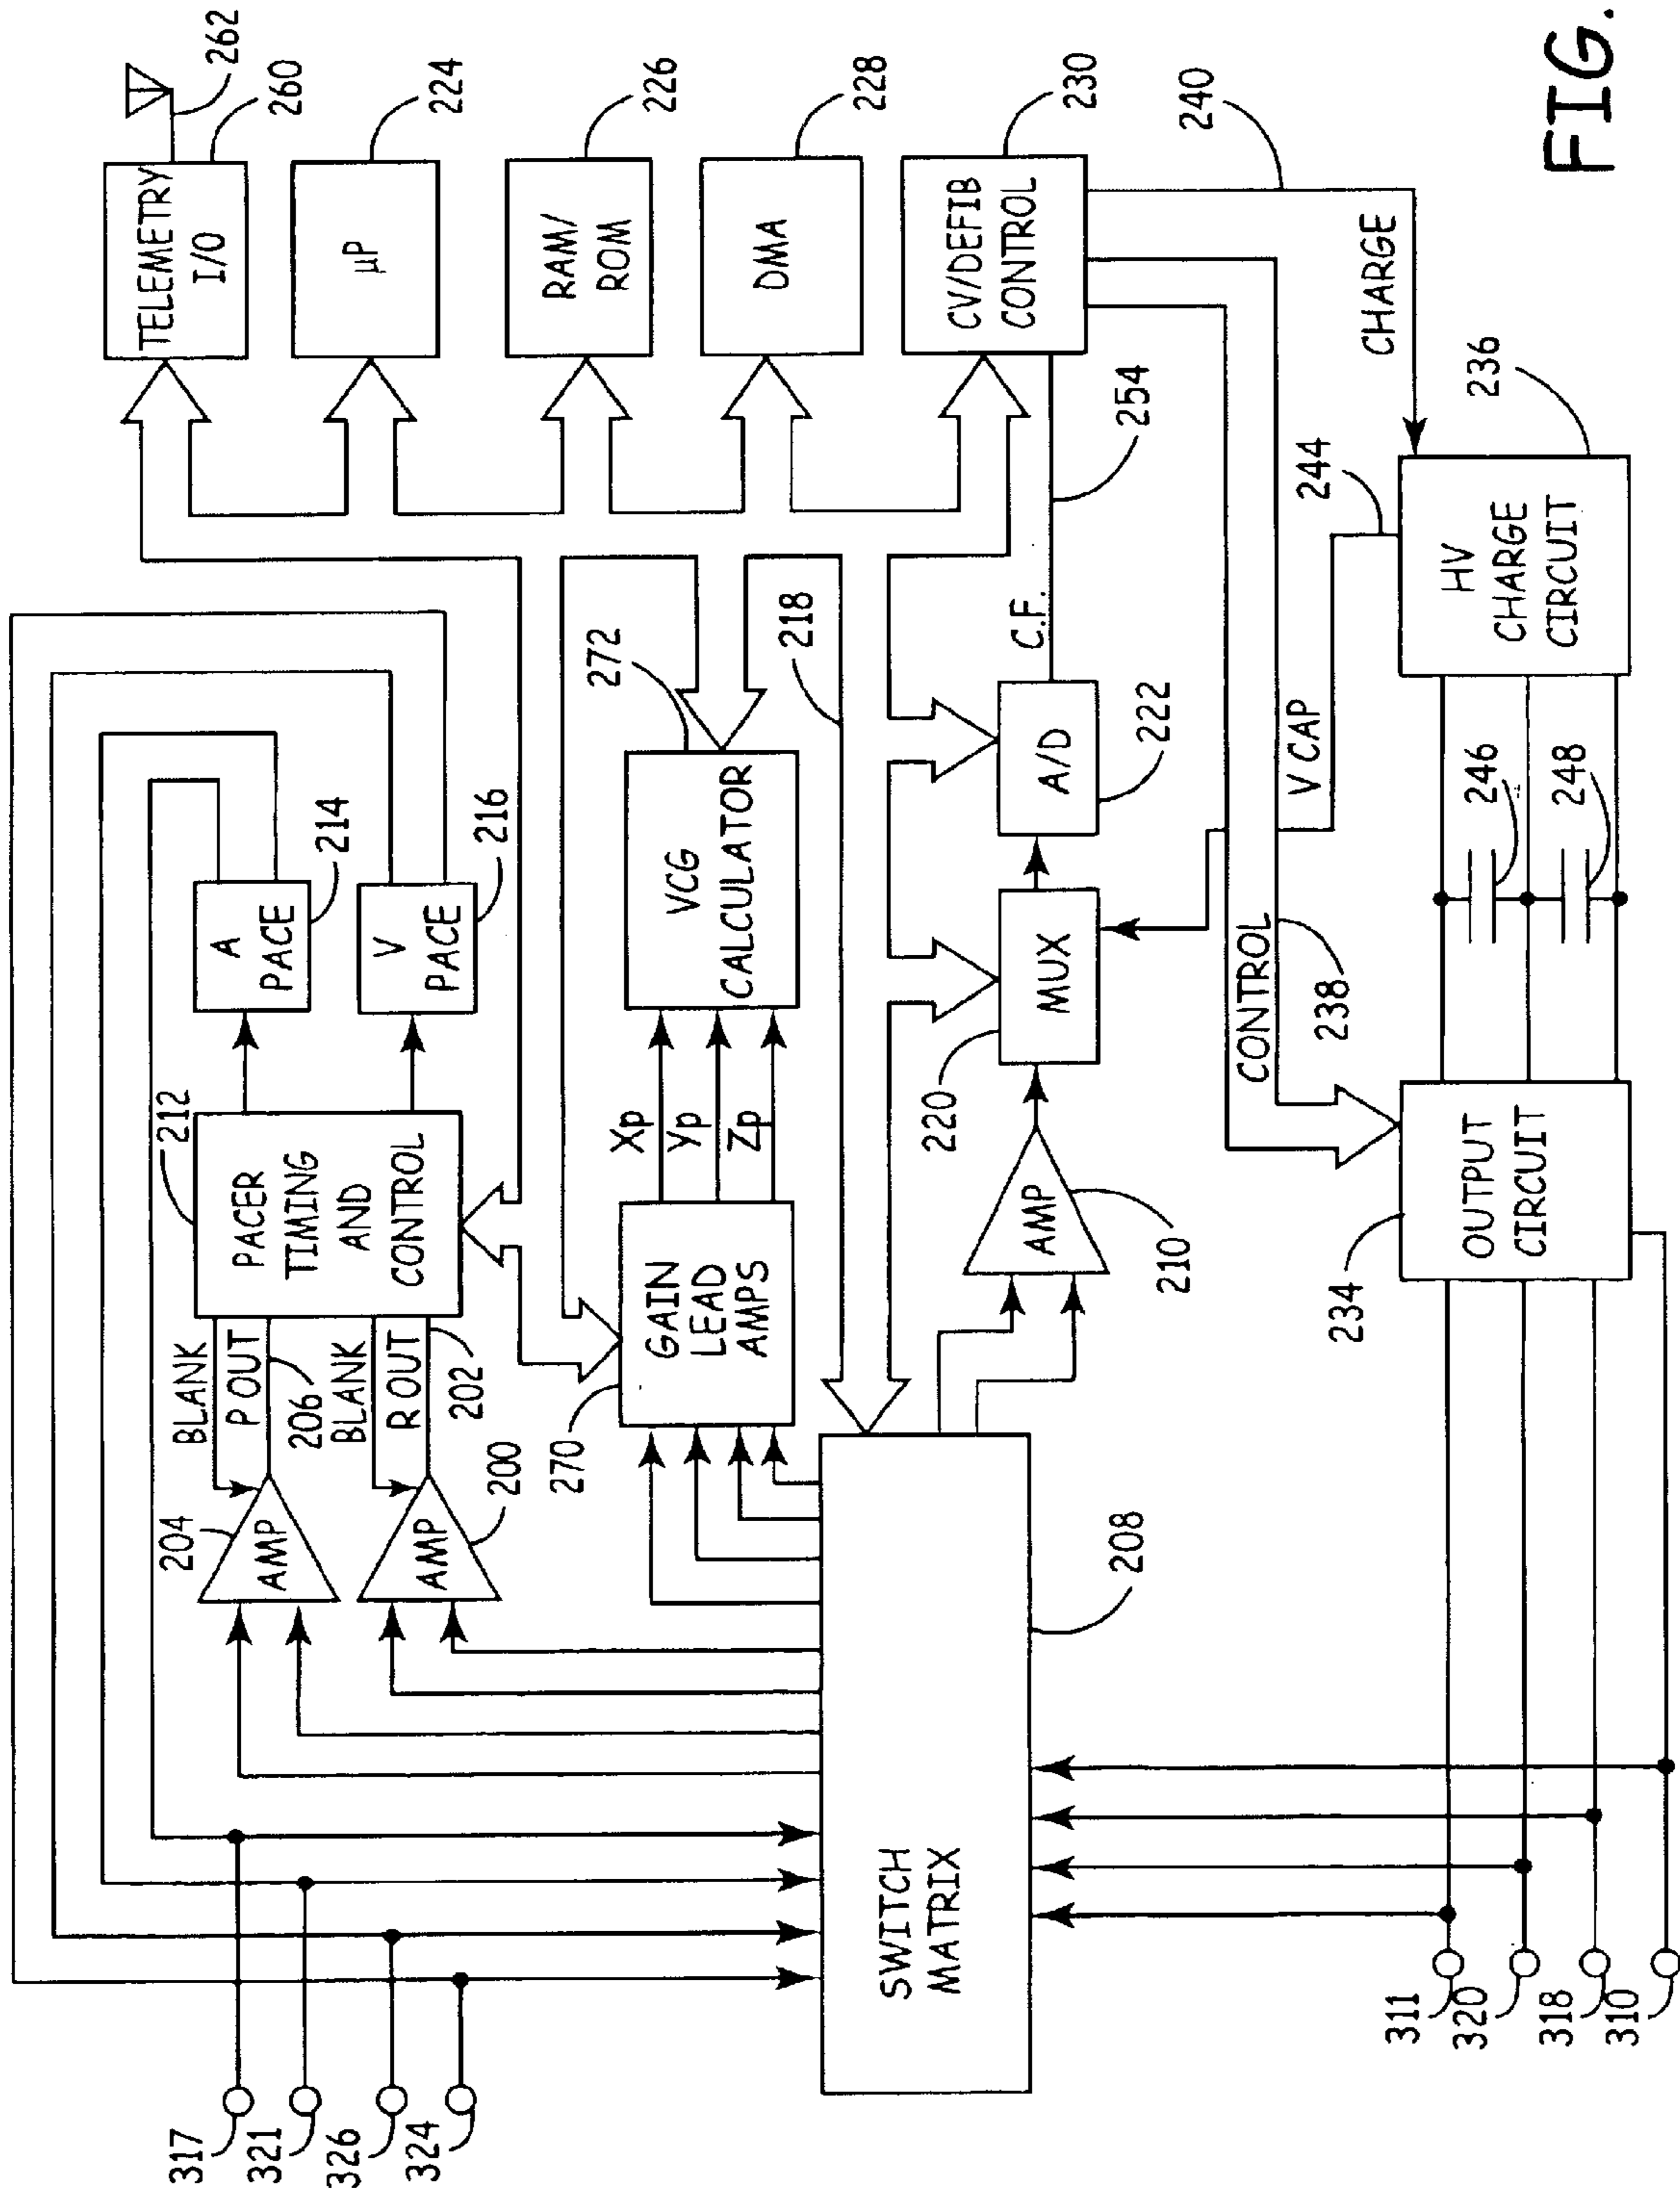 262
260
TELEMETRY
I/O
224
µP
226
RAM/
ROM
228
DMA
230
CV/DEFIB
CONTROL
240
CHARGE
FIG.
214
A
PACE
216
V
PACE
212
PACER
TIMING
AND
CONTROL
BLANK
P OUT
206
BLANK
R OUT
202
204
AMP
200
AMP
272
VCG
CALCULATOR
218
Xp
Yp
Zp
270
GAIN
LEAD
AMPS
C.F.
254
A/D
222
220
MUX
AMP
210
V CAP
244
236
HV
CHARGE
CIRCUIT
246
248
CONTROL
238
234
OUTPUT
CIRCUIT
208
SWITCH
MATRIX
317
321
326
324
311
320
318
310